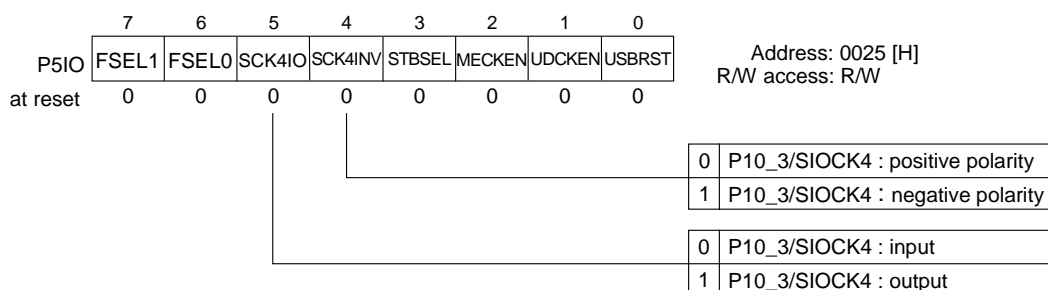 7 6 5 4 3 2 1 0
P5IO FSEL1 FSEL0 SCK4IO SCK4INV STBSEL MECKEN UDCKEN USBRST
at reset 0 0 0 0 0 0 0 0
Address: 0025 [H]
R/W access: R/W
0 P10_3/SIOCK4 : positive polarity
1 P10_3/SIOCK4 : negative polarity
0 P10_3/SIOCK4 : input
1 P10_3/SIOCK4 : output